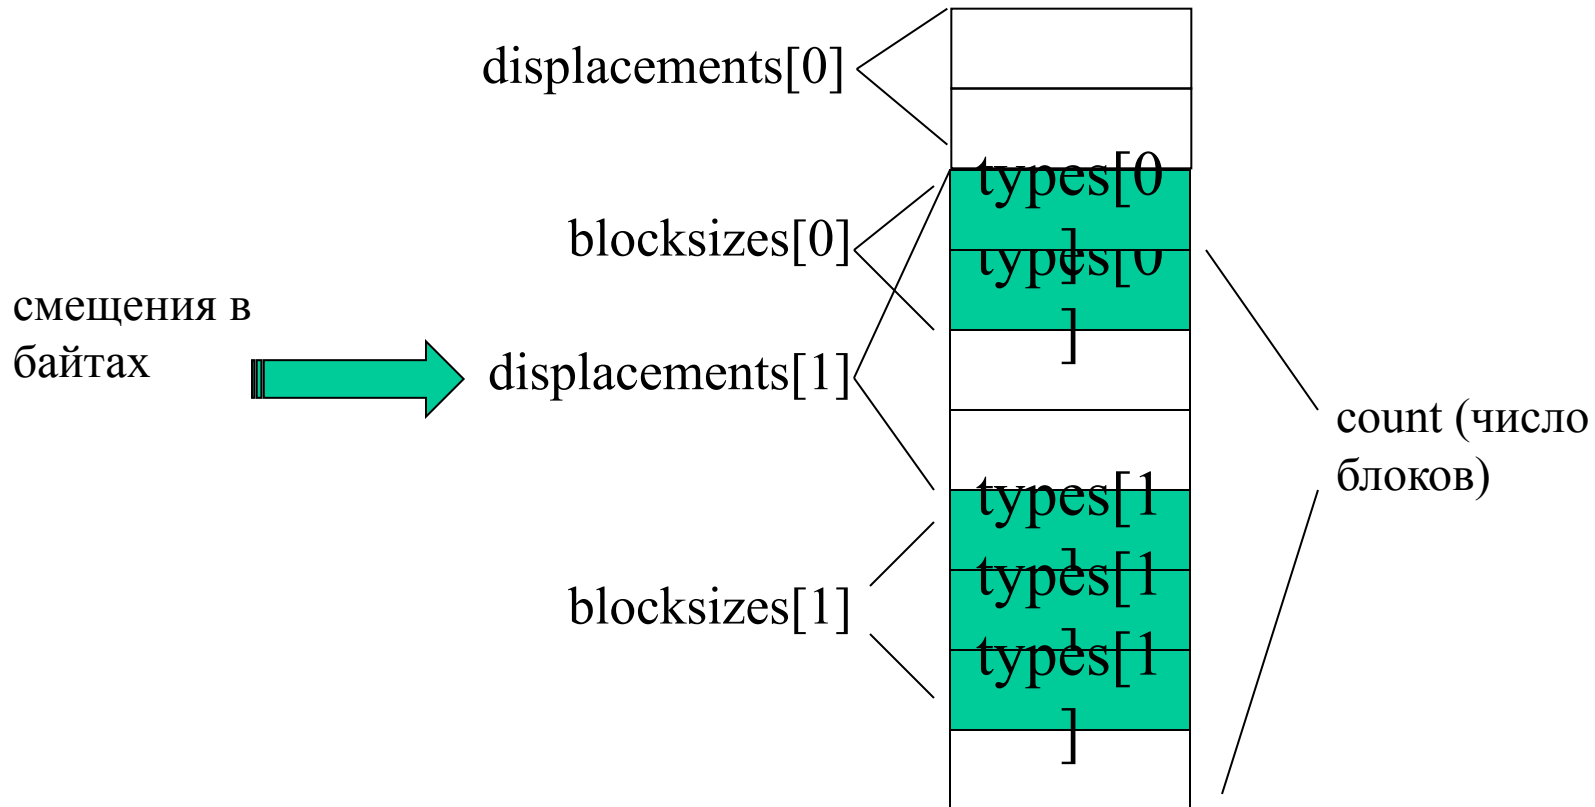 displacements[0]
types[0
]
blocksizes[0]
types[0
]
смещения в
байтах
displacements[1]
count (число
блоков)
types[1
]
types[1
]
blocksizes[1]
types[1
]